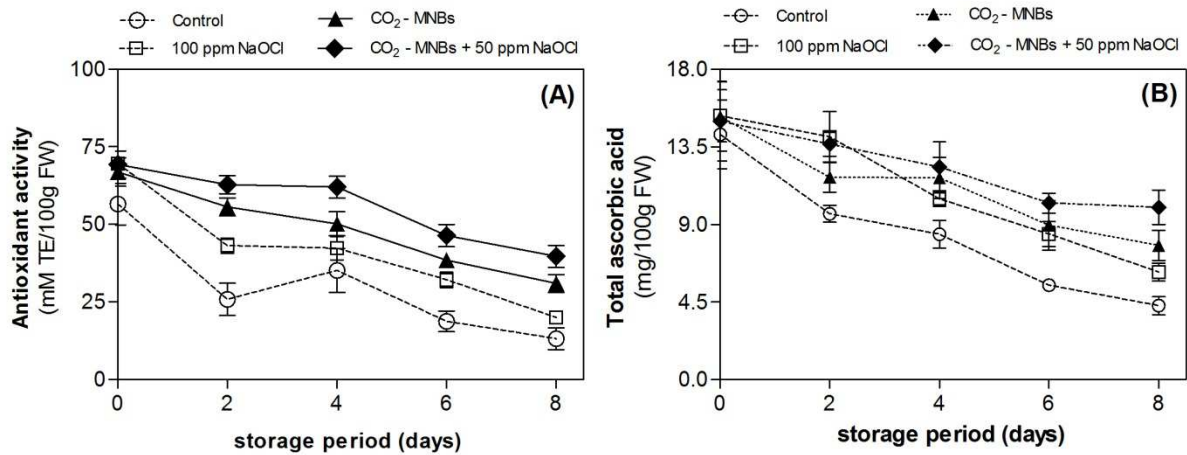 Control
CO₂ - MNBs
100 ppm NaOCl
CO₂ - MNBs + 50 ppm NaOCl
(A)
Antioxidant activity
(mM TE/100g FW)
100
75
50
25
0
0 2 4 6 8
storage period (days)
Control
CO₂ - MNBs
100 ppm NaOCl
CO₂ - MNBs + 50 ppm NaOCl
(B)
Total ascorbic acid
(mg/100g FW)
18.0
13.5
9.0
4.5
0.0
0 2 4 6 8
storage period (days)